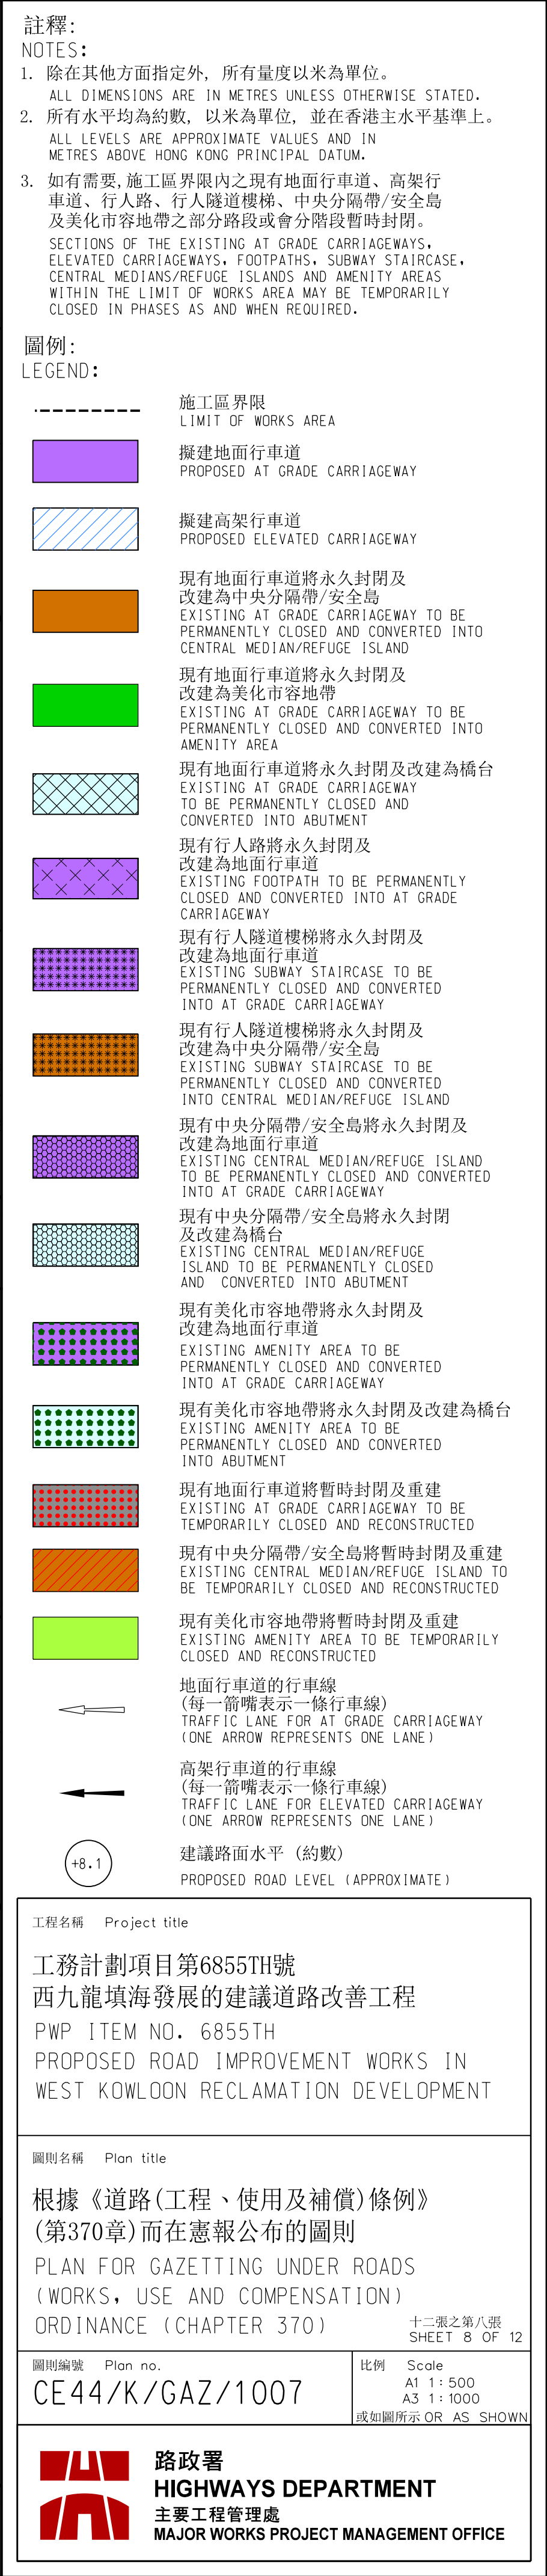 註釋:
NOTES:
1. 除在其他方面指定外, 所有量度以米為單位。
ALL DIMENSIONS ARE IN METRES UNLESS OTHERWISE STATED.
2. 所有水平均為約數, 以米為單位, 並在香港主水平基準上。
ALL LEVELS ARE APPROXIMATE VALUES AND IN
METRES ABOVE HONG KONG PRINCIPAL DATUM.
3. 如有需要,施工區界限內之現有地面行車道、高架行
車道、行人路、行人隧道樓梯、中央分隔帶/安全島
及美化市容地帶之部分路段或會分階段暫時封閉。
SECTIONS OF THE EXISTING AT GRADE CARRIAGEWAYS,
ELEVATED CARRIAGEWAYS, FOOTPATHS, SUBWAY STAIRCASE,
CENTRAL MEDIANS/REFUGE ISLANDS AND AMENITY AREAS
WITHIN THE LIMIT OF WORKS AREA MAY BE TEMPORARILY
CLOSED IN PHASES AS AND WHEN REQUIRED.
圖例:
LEGEND:
施工區界限
LIMIT OF WORKS AREA
擬建地面行車道
PROPOSED AT GRADE CARRIAGEWAY
擬建高架行車道
PROPOSED ELEVATED CARRIAGEWAY
現有地面行車道將永久封閉及
改建為中央分隔帶/安全島
EXISTING AT GRADE CARRIAGEWAY TO BE
PERMANENTLY CLOSED AND CONVERTED INTO
CENTRAL MEDIAN/REFUGE ISLAND
現有地面行車道將永久封閉及
改建為美化市容地帶
EXISTING AT GRADE CARRIAGEWAY TO BE
PERMANENTLY CLOSED AND CONVERTED INTO
AMENITY AREA
現有地面行車道將永久封閉及改建為橋台
EXISTING AT GRADE CARRIAGEWAY
TO BE PERMANENTLY CLOSED AND
CONVERTED INTO ABUTMENT
現有行人路將永久封閉及
改建為地面行車道
EXISTING FOOTPATH TO BE PERMANENTLY
CLOSED AND CONVERTED INTO AT GRADE
CARRIAGEWAY
現有行人隧道樓梯將永久封閉及
改建為地面行車道
EXISTING SUBWAY STAIRCASE TO BE
PERMANENTLY CLOSED AND CONVERTED
INTO AT GRADE CARRIAGEWAY
現有行人隧道樓梯將永久封閉及
改建為中央分隔帶/安全島
EXISTING SUBWAY STAIRCASE TO BE
PERMANENTLY CLOSED AND CONVERTED
INTO CENTRAL MEDIAN/REFUGE ISLAND
現有中央分隔帶/安全島將永久封閉及
改建為地面行車道
EXISTING CENTRAL MEDIAN/REFUGE ISLAND
TO BE PERMANENTLY CLOSED AND CONVERTED
INTO AT GRADE CARRIAGEWAY
現有中央分隔帶/安全島將永久封閉
及改建為橋台
EXISTING CENTRAL MEDIAN/REFUGE
ISLAND TO BE PERMANENTLY CLOSED
AND CONVERTED INTO ABUTMENT
現有美化市容地帶將永久封閉及
改建為地面行車道
EXISTING AMENITY AREA TO BE
PERMANENTLY CLOSED AND CONVERTED
INTO AT GRADE CARRIAGEWAY
現有美化市容地帶將永久封閉及改建為橋台
EXISTING AMENITY AREA TO BE
PERMANENTLY CLOSED AND CONVERTED
INTO ABUTMENT
現有地面行車道將暫時封閉及重建
EXISTING AT GRADE CARRIAGEWAY TO BE
TEMPORARILY CLOSED AND RECONSTRUCTED
現有中央分隔帶/安全島將暫時封閉及重建
EXISTING CENTRAL MEDIAN/REFUGE ISLAND TO
BE TEMPORARILY CLOSED AND RECONSTRUCTED
現有美化市容地帶將暫時封閉及重建
EXISTING AMENITY AREA TO BE TEMPORARILY
CLOSED AND RECONSTRUCTED
地面行車道的行車線
(每一箭嘴表示一條行車線)
TRAFFIC LANE FOR AT GRADE CARRIAGEWAY
(ONE ARROW REPRESENTS ONE LANE)
高架行車道的行車線
(每一箭嘴表示一條行車線)
TRAFFIC LANE FOR ELEVATED CARRIAGEWAY
(ONE ARROW REPRESENTS ONE LANE)
+8.1
建議路面水平 (約數)
PROPOSED ROAD LEVEL (APPROXIMATE)
工程名稱 Project title
工務計劃項目第6855TH號
西九龍填海發展的建議道路改善工程
PWP ITEM NO. 6855TH
PROPOSED ROAD IMPROVEMENT WORKS IN
WEST KOWLOON RECLAMATION DEVELOPMENT
圖則名稱 Plan title
根據《道路(工程、使用及補償)條例》
(第370章)而在憲報公布的圖則
PLAN FOR GAZETTING UNDER ROADS
(WORKS, USE AND COMPENSATION)
ORDINANCE (CHAPTER 370)
十二張之第八張
SHEET 8 OF 12
圖則編號 Plan no.
CE44/K/GAZ/1007
比例 Scale
A1 1:500
A3 1:1000
或如圖所示 OR AS SHOWN
路政署
HIGHWAYS DEPARTMENT
主要工程管理處
MAJOR WORKS PROJECT MANAGEMENT OFFICE